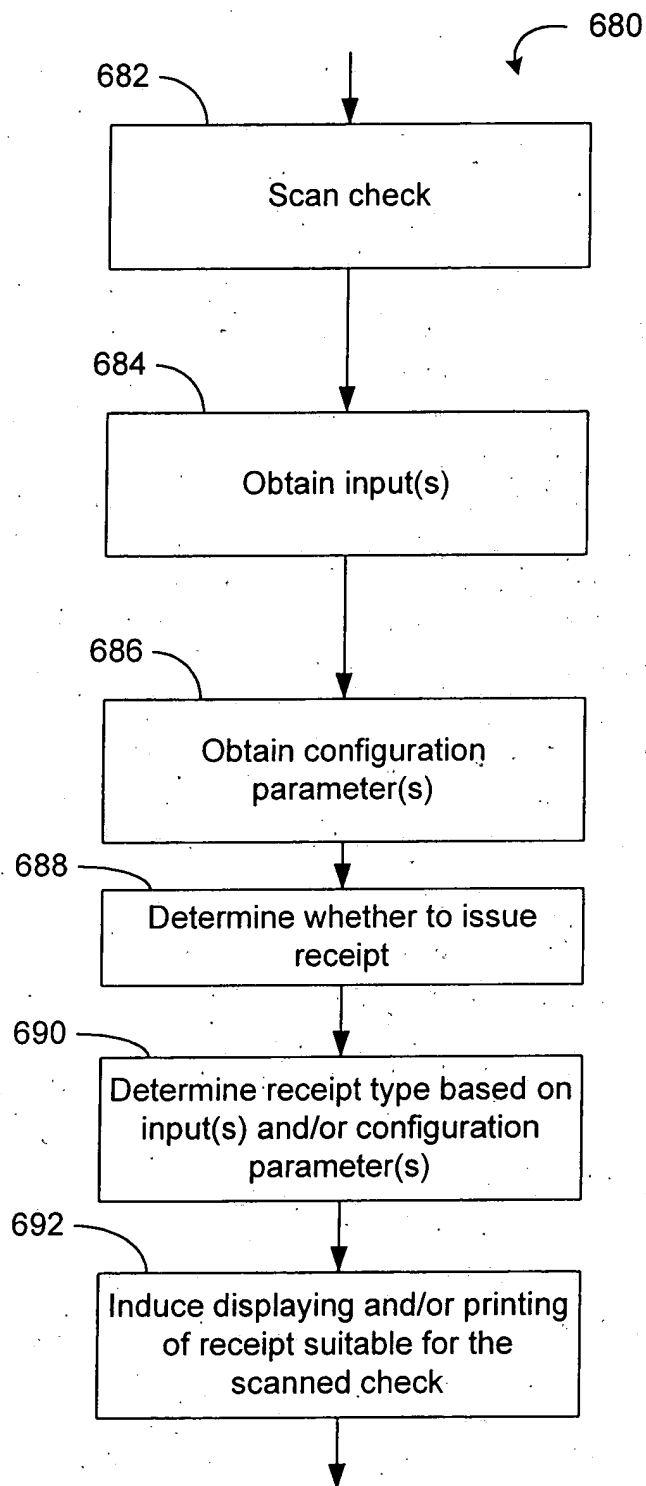 680
682
Scan check
684
Obtain input(s)
686
Obtain configuration
parameter(s)
688
Determine whether to issue
receipt
690
Determine receipt type based on
input(s) and/or configuration
parameter(s)
692
Induce displaying and/or printing
of receipt suitable for the
scanned check